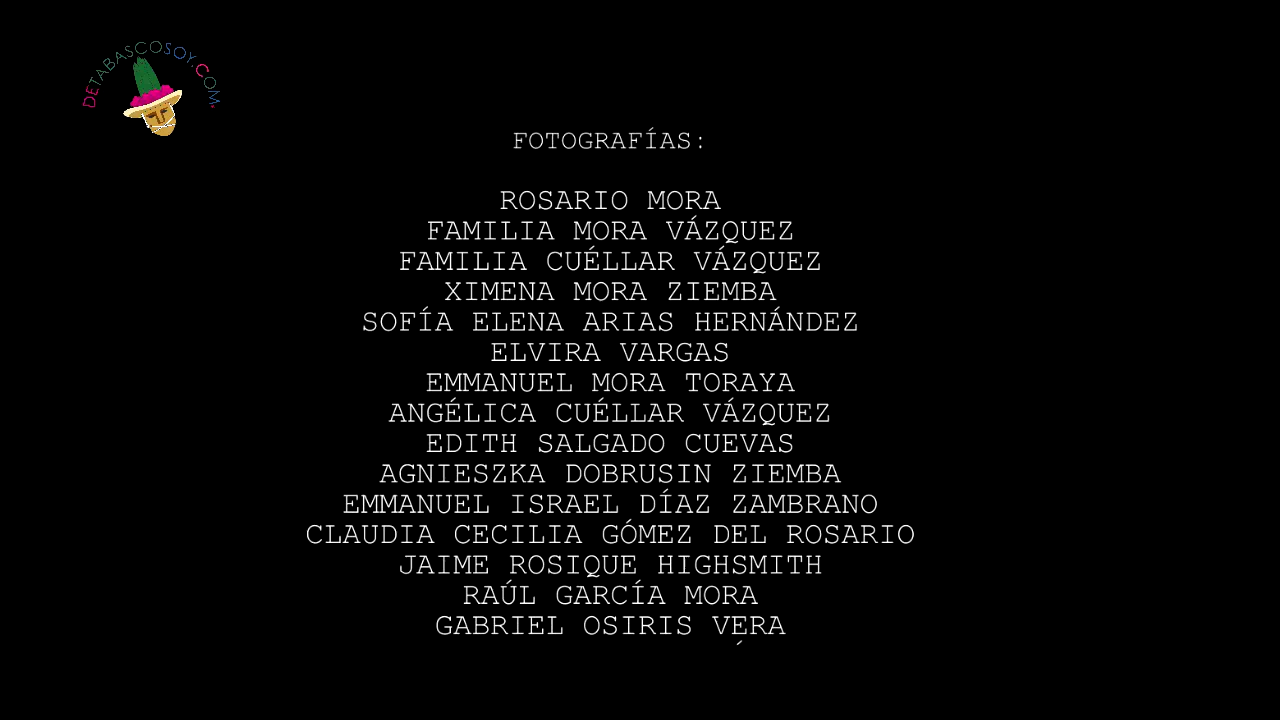 DETABASCOSOY.COM
FOTOGRAFÍAS:
ROSARIO MORA
FAMILIA MORA VÁZQUEZ
FAMILIA CUÉLLAR VÁZQUEZ
XIMENA MORA ZIEMBA
SOFÍA ELENA ARIAS HERNÁNDEZ
ELVIRA VARGAS
EMMANUEL MORA TORAYA
ANGÉLICA CUÉLLAR VÁZQUEZ
EDITH SALGADO CUEVAS
AGNIESZKA DOBRUSIN ZIEMBA
EMMANUEL ISRAEL DÍAZ ZAMBRANO
CLAUDIA CECILIA GÓMEZ DEL ROSARIO
JAIME ROSIQUE HIGHSMITH
RAÚL GARCÍA MORA
GABRIEL OSIRIS VERA